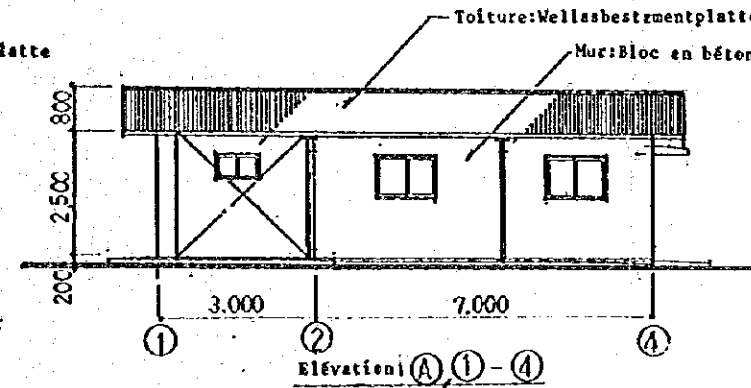 Toiture:Wellasbestzmentplatte
latte
Mur:Bloc en béton
800
2,500
200
3.000 7.000
① ② ④
Elévation: Ⓐ, ① - ④